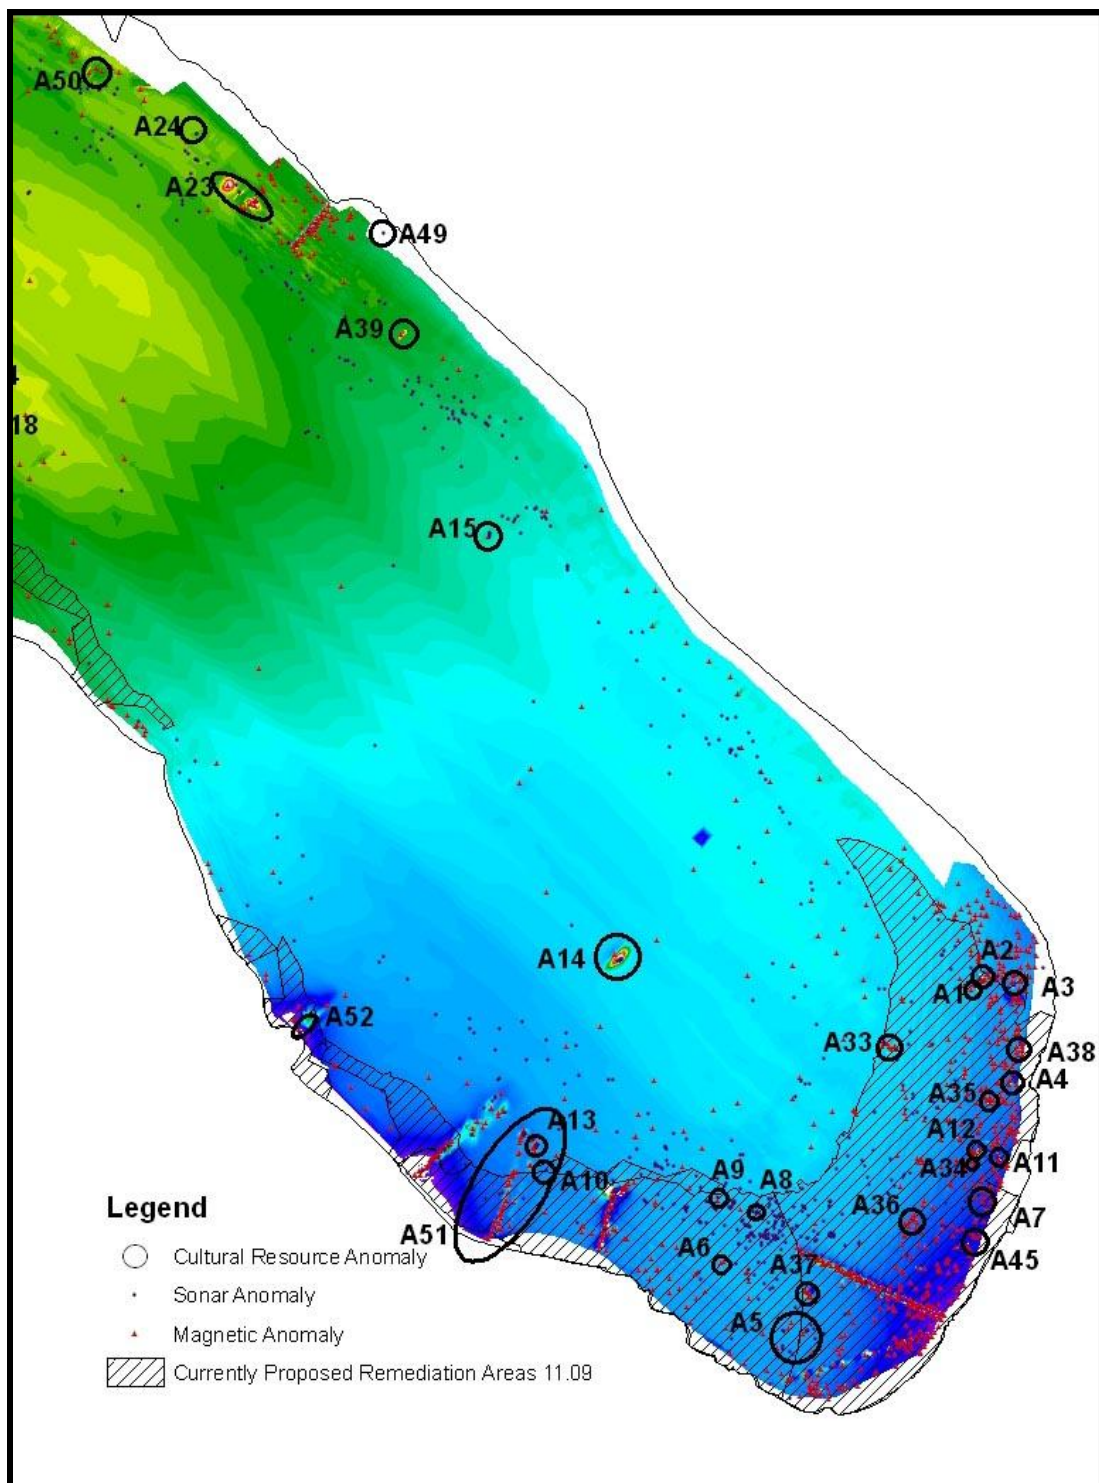 A50
A24
A23
A49
A39
18
A15
A14
A2
A1
A3
A52
A33
A38
A4
A35
A13
A12
A10
A34
A11
A9
A8
A36
A7
A51
A6
A45
A37
A5
Legend
Cultural Resource Anomaly
Sonar Anomaly
Magnetic Anomaly
Currently Proposed Remediation Areas 11.09